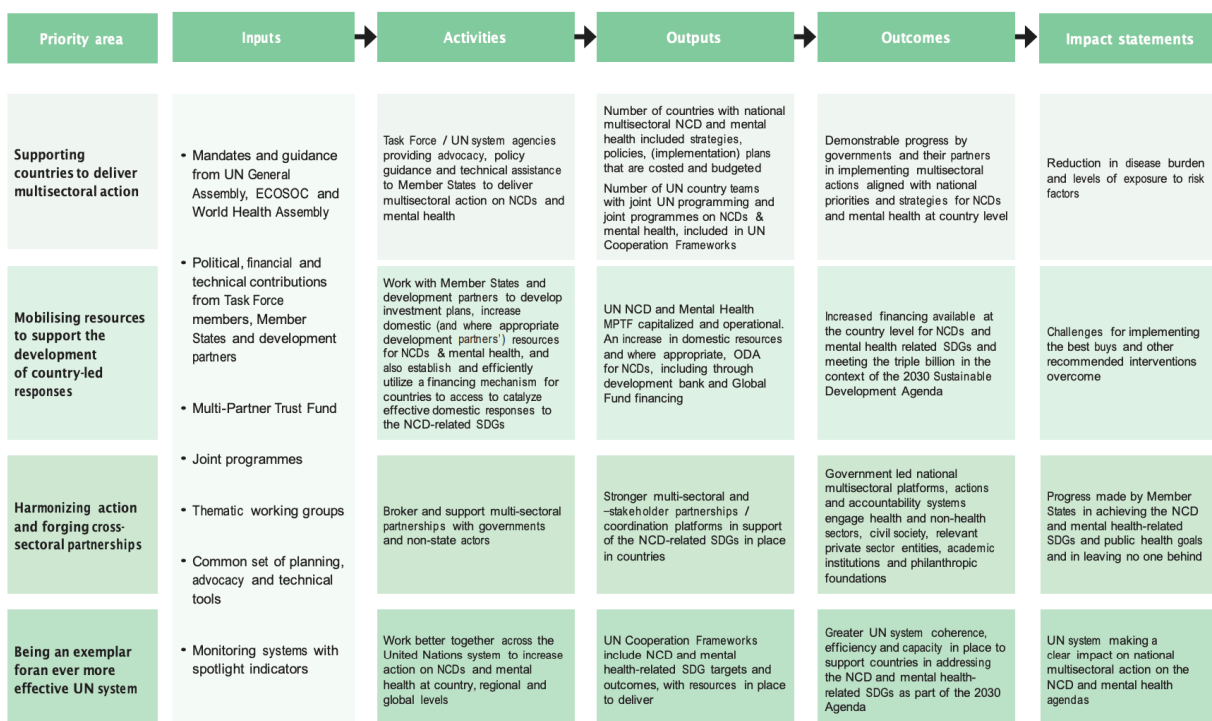 Priority area
Inputs
Activities
Outputs
Outcomes
Impact statements
Supporting
countries to deliver
multisectoral action
• Mandates and guidance
from UN General
Assembly, ECOSOC and
World Health Assembly
• Political, financial and
technical contributions
from Task Force
members, Member
States and development
partners
• Multi-Partner Trust Fund
• Joint programmes
• Thematic working groups
• Common set of planning,
advocacy and technical
tools
• Monitoring systems with
spotlight indicators
Task Force / UN system agencies
providing advocacy, policy
guidance and technical assistance
to Member States to deliver
multisectoral action on NCDs and
mental health
Number of countries with national
multisectoral NCD and mental
health included strategies,
policies, (implementation) plans
that are costed and budgeted
Number of UN country teams
with joint UN programming and
joint programmes on NCDs &
mental health, included in UN
Cooperation Frameworks
Demonstrable progress by
governments and their partners
in implementing multisectoral
actions aligned with national
priorities and strategies for NCDs
and mental health at country level
Reduction in disease burden
and levels of exposure to risk
factors
Mobilising resources
to support the
development
of country-led
responses
Work with Member States and
development partners to develop
investment plans, increase
domestic (and where appropriate
development partners') resources
for NCDs & mental health, and
also establish and efficiently
utilize a financing mechanism for
countries to access to catalyze
effective domestic responses to
the NCD-related SDGs
UN NCD and Mental Health
MPTF capitalized and operational.
An increase in domestic resources
and where appropriate, ODA
for NCDs, including through
development bank and Global
Fund financing
Increased financing available at
the country level for NCDs and
mental health related SDGs and
meeting the triple billion in the
context of the 2030 Sustainable
Development Agenda
Challenges for implementing
the best buys and other
recommended interventions
overcome
Harmonizing action
and forging cross-
sectoral partnerships
Broker and support multi-sectoral
partnerships with governments
and non-state actors
Stronger multi-sectoral and
–stakeholder partnerships /
coordination platforms in support
of the NCD-related SDGs in place
in countries
Government led national
multisectoral platforms, actions
and accountability systems
engage health and non-health
sectors, civil society, relevant
private sector entities, academic
institutions and philanthropic
foundations
Progress made by Member
States in achieving the NCD
and mental health-related
SDGs and public health goals
and in leaving no one behind
Being an exemplar
foran ever more
effective UN system
Work better together across the
United Nations system to increase
action on NCDs and mental
health at country, regional and
global levels
UN Cooperation Frameworks
include NCD and mental
health-related SDG targets and
outcomes, with resources in place
to deliver
Greater UN system coherence,
efficiency and capacity in place to
support countries in addressing
the NCD and mental health-
related SDGs as part of the 2030
Agenda
UN system making a
clear impact on national
multisectoral action on the
NCD and mental health
agendas